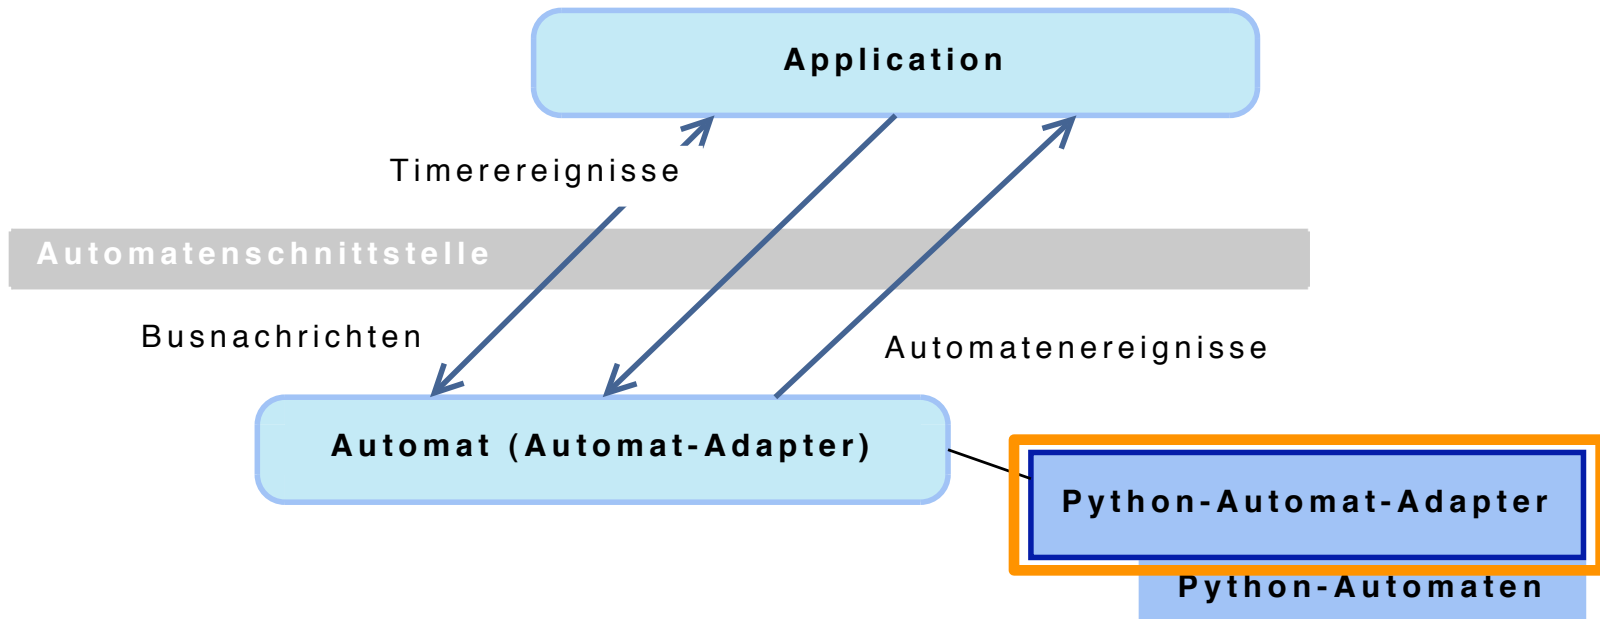 Application
Timerereignisse
Automatenschnittstelle
Busnachrichten
Automatenereignisse
Automat (Automat-Adapter)
Python-Automat-Adapter
Python-Automaten